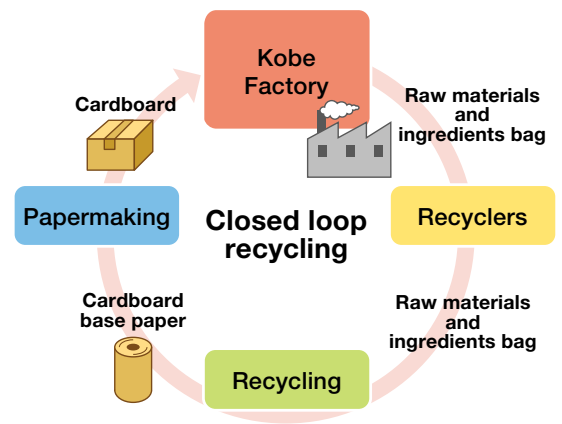 Kobe
Factory
Cardboard
Raw materials
and
ingredients bag
Papermaking
Closed loop
recycling
Recyclers
Cardboard
base paper
Raw materials
and
ingredients bag
Recycling